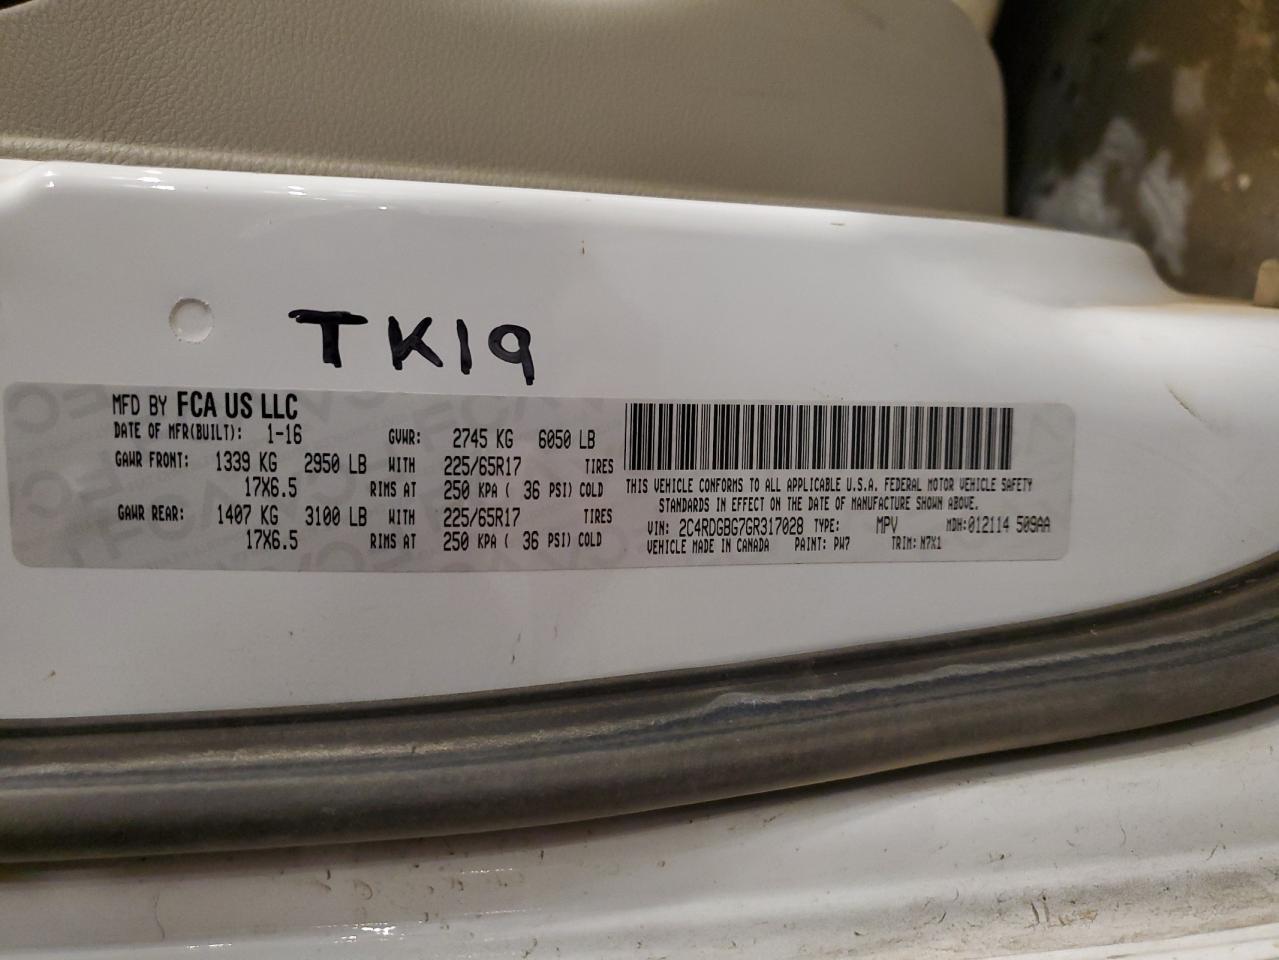 TK19
MFD BY FCA US LLC
DATE OF MFR(BUILT): 1-16 GVWR: 2745 KG 6050 LB
GAWR FRONT: 1339 KG 2950 LB WITH 225/65R17 TIRES
17X6.5 RIMS AT 250 KPA ( 36 PSI) COLD
GAWR REAR: 1407 KG 3100 LB WITH 225/65R17 TIRES
17X6.5 RIMS AT 250 KPA ( 36 PSI) COLD
THIS VEHICLE CONFORMS TO ALL APPLICABLE U.S.A. FEDERAL MOTOR VEHICLE SAFETY
STANDARDS IN EFFECT ON THE DATE OF MANUFACTURE SHOWN ABOVE.
VIN: 2C4RDGBG7GR317028 TYPE: MPV MDH:012114 509AA
VEHICLE MADE IN CANADA PAINT: PW7 TRIM: M7X1